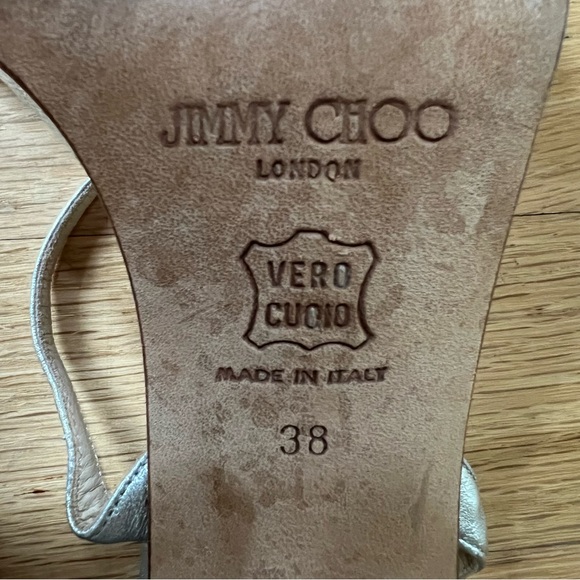 JIMMY CHOO
LONDON
VERO
CUOIO
MADE IN ITALY
38